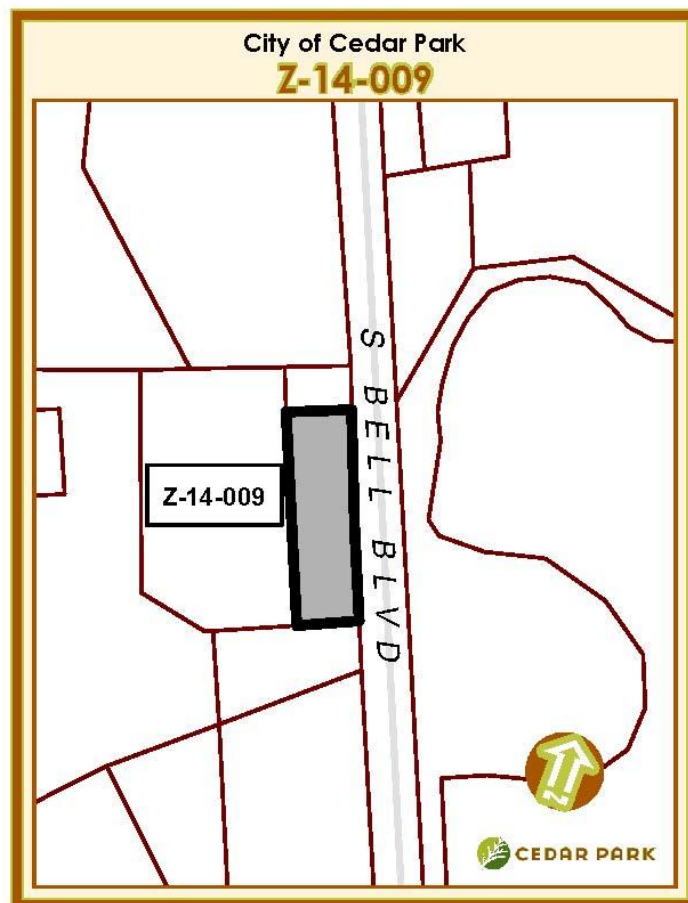 City of Cedar Park
Z-14-009
S BELL BLVD
Z-14-009
N
CEDAR PARK